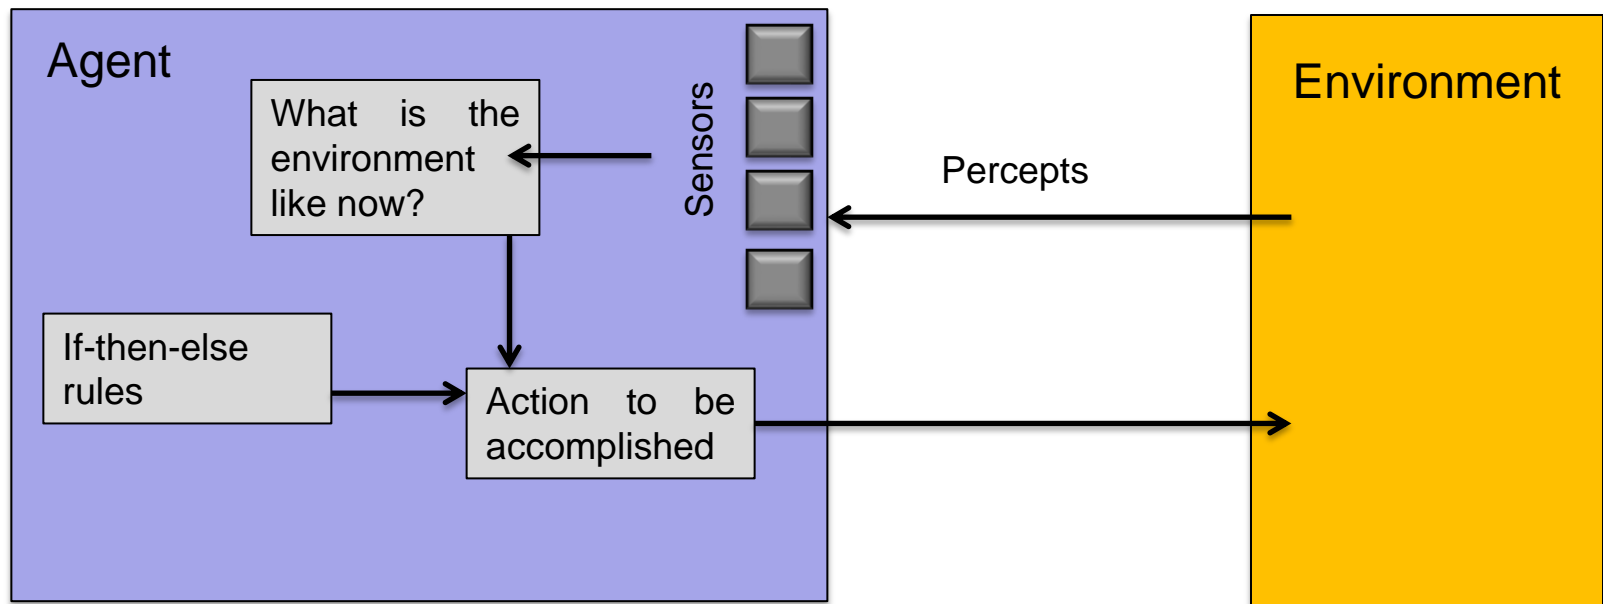 Agent
What is the
environment
like now?
Sensors
Percepts
Environment
If-then-else
rules
Action to be
accomplished